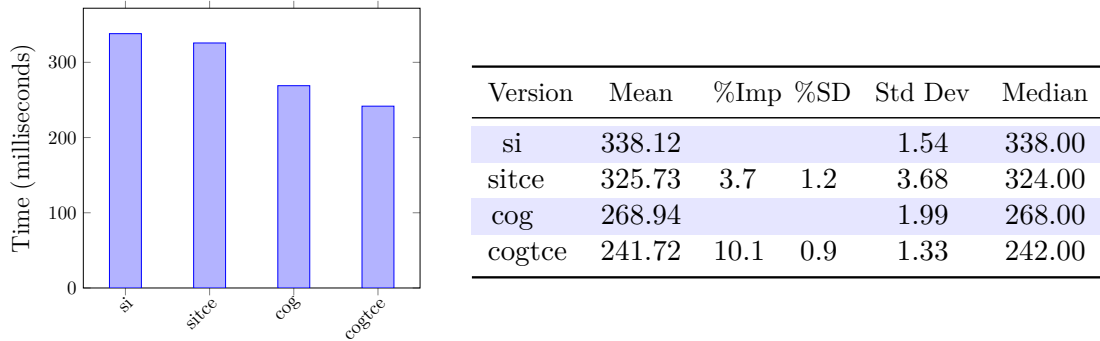 Time (milliseconds)
300
200
100
0
si
sitce
cog
cogtce
Version Mean %Imp %SD Std Dev Median
si 338.12 1.54 338.00
sitce 325.73 3.7 1.2 3.68 324.00
cog 268.94 1.99 268.00
cogtce 241.72 10.1 0.9 1.33 242.00